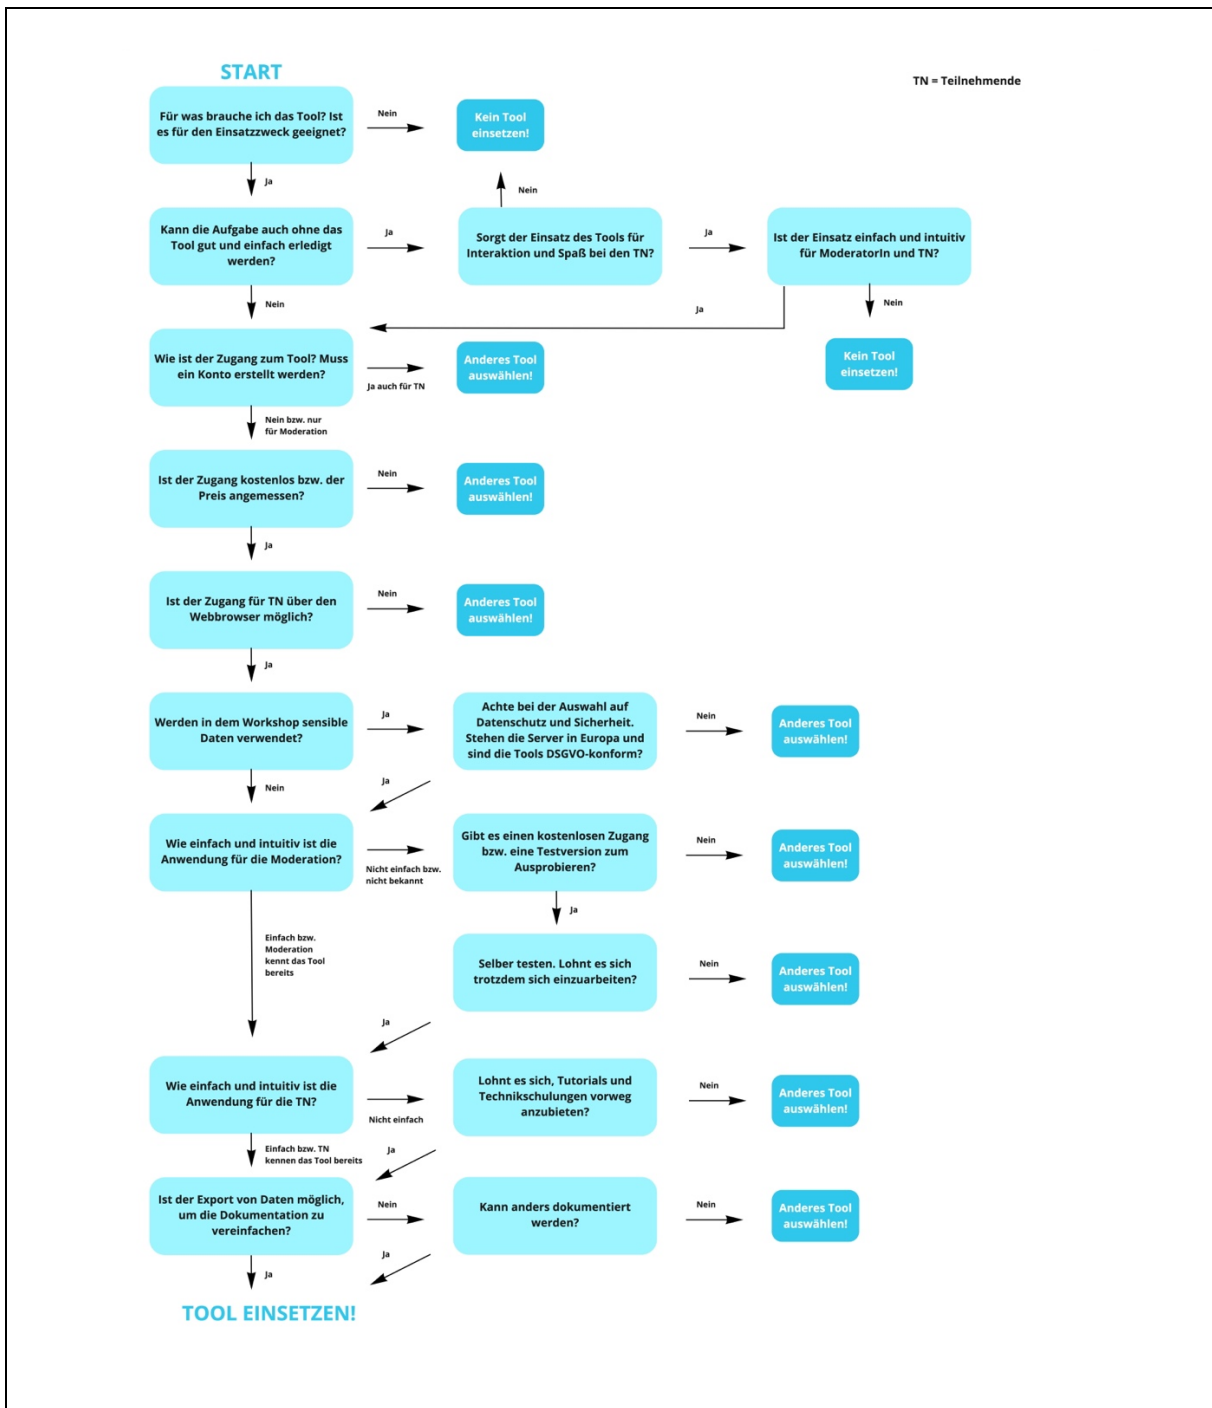 START
TN = Teilnehmende
Für was brauche ich das Tool? Ist
es für den Einsatzzweck geeignet?
Nein
Kein Tool
einsetzen!
Ja
Nein
Kann die Aufgabe auch ohne das
Tool gut und einfach erledigt
werden?
Ja
Sorgt der Einsatz des Tools für
Interaktion und Spaß bei den TN?
Ja
Ist der Einsatz einfach und intuitiv
für ModeratorIn und TN?
Nein
Ja
Nein
Kein Tool
einsetzen!
Wie ist der Zugang zum Tool? Muss
ein Konto erstellt werden?
Ja auch für TN
Anderes Tool
auswählen!
Nein bzw. nur
für Moderation
Ist der Zugang kostenlos bzw. der
Preis angemessen?
Nein
Anderes Tool
auswählen!
Ja
Ist der Zugang für TN über den
Webbrowser möglich?
Nein
Anderes Tool
auswählen!
Ja
Werden in dem Workshop sensible
Daten verwendet?
Ja
Achte bei der Auswahl auf
Datenschutz und Sicherheit.
Stehen die Server in Europa und
sind die Tools DSGVO-konform?
Nein
Anderes Tool
auswählen!
Nein
Ja
Wie einfach und intuitiv ist die
Anwendung für die Moderation?
Nicht einfach bzw.
nicht bekannt
Gibt es einen kostenlosen Zugang
bzw. eine Testversion zum
Ausprobieren?
Nein
Anderes Tool
auswählen!
Ja
Einfach bzw.
Moderation
kennt das Tool
bereits
Selber testen. Lohnt es sich
trotzdem sich einzuarbeiten?
Nein
Anderes Tool
auswählen!
Ja
Wie einfach und intuitiv ist die
Anwendung für die TN?
Nicht einfach
Lohnt es sich, Tutorials und
Technikschulungen vorweg
anzubieten?
Nein
Anderes Tool
auswählen!
Einfach bzw. TN
kennen das Tool bereits
Ja
Ist der Export von Daten möglich,
um die Dokumentation zu
vereinfachen?
Nein
Kann anders dokumentiert
werden?
Nein
Anderes Tool
auswählen!
Ja
Ja
TOOL EINSETZEN!